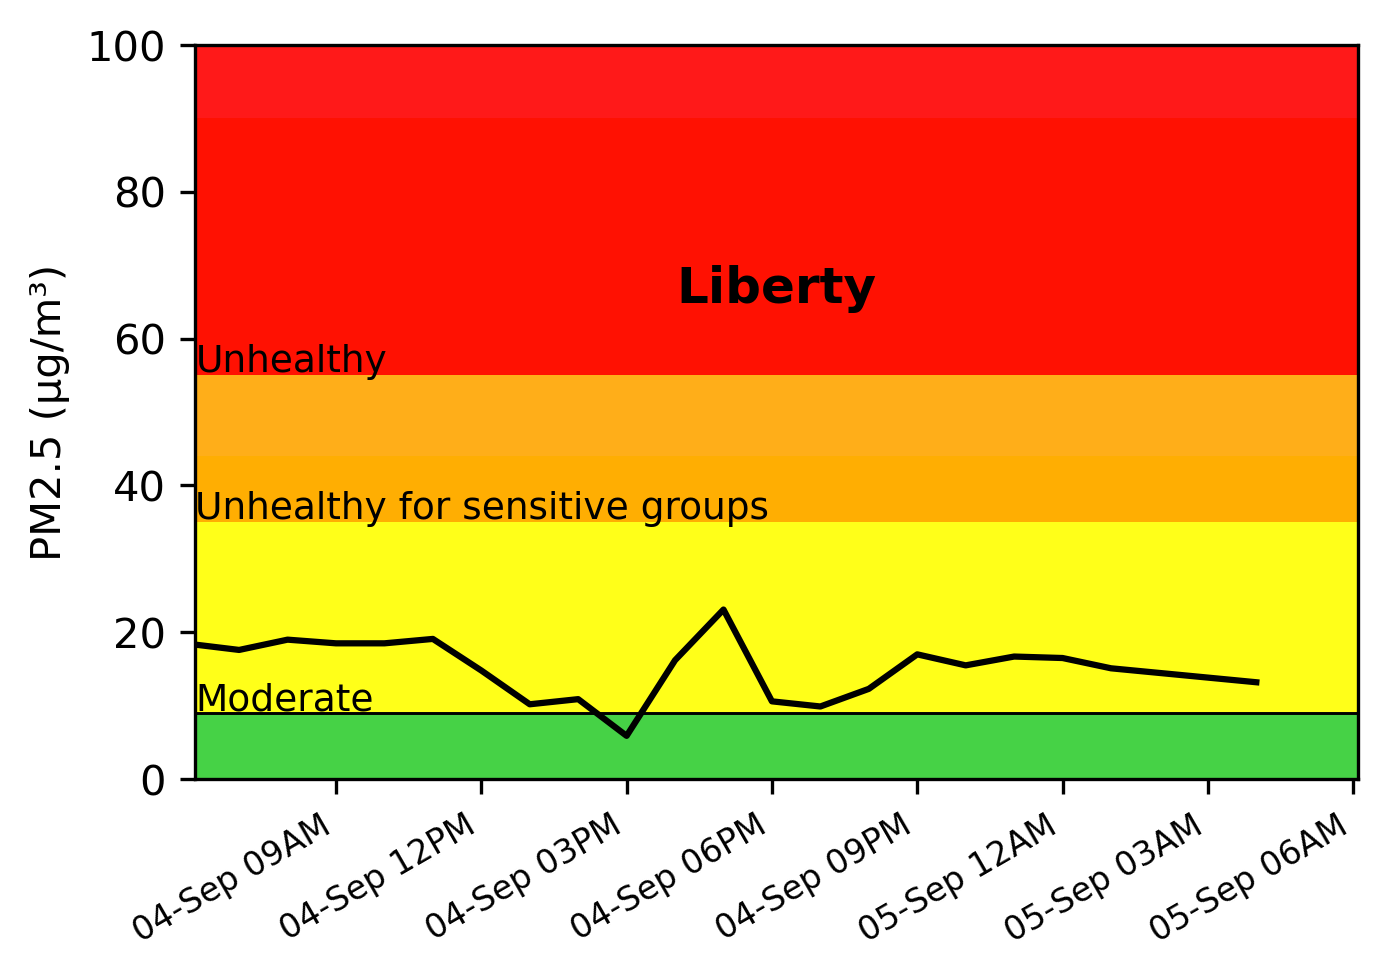 100
80
60
40
20
0
PM2.5 (μg/m³)
Liberty
Unhealthy
Unhealthy for sensitive groups
Moderate
04-Sep 09AM
04-Sep 12PM
04-Sep 03PM
04-Sep 06PM
04-Sep 09PM
05-Sep 12AM
05-Sep 03AM
05-Sep 06AM